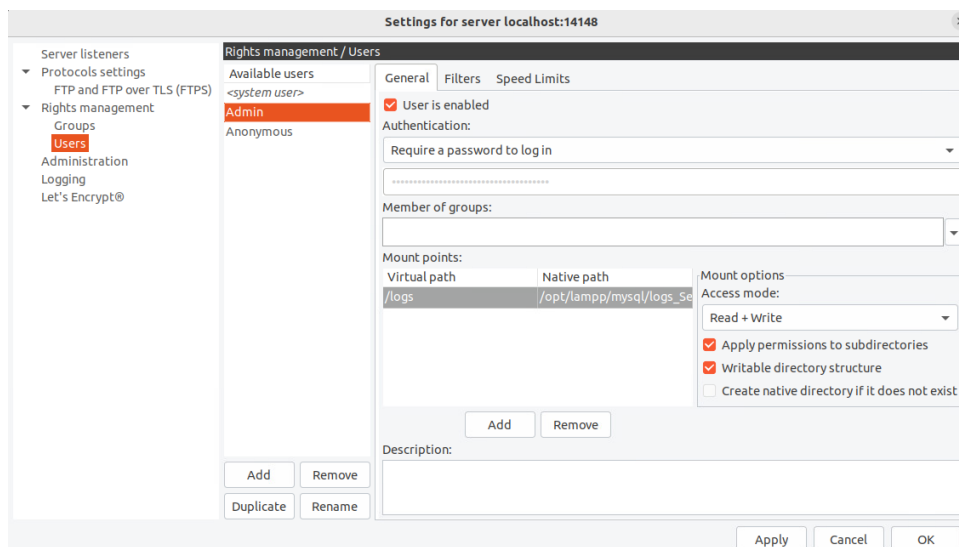 Settings for server localhost:14148
Server listeners
Protocols settings
FTP and FTP over TLS (FTPS)
Rights management
Groups
Users
Administration
Logging
Let's Encrypt®
Rights management / Users
Available users
<system user>
Admin
Anonymous
Add Remove
Duplicate Rename
General Filters Speed Limits
User is enabled
Authentication:
Require a password to log in
Member of groups:
Mount points:
Virtual path Native path
/logs /opt/lampp/mysql/logs_Se
Mount options
Access mode:
Read + Write
Apply permissions to subdirectories
Writable directory structure
Create native directory if it does not exist
Add Remove
Description:
Apply Cancel OK